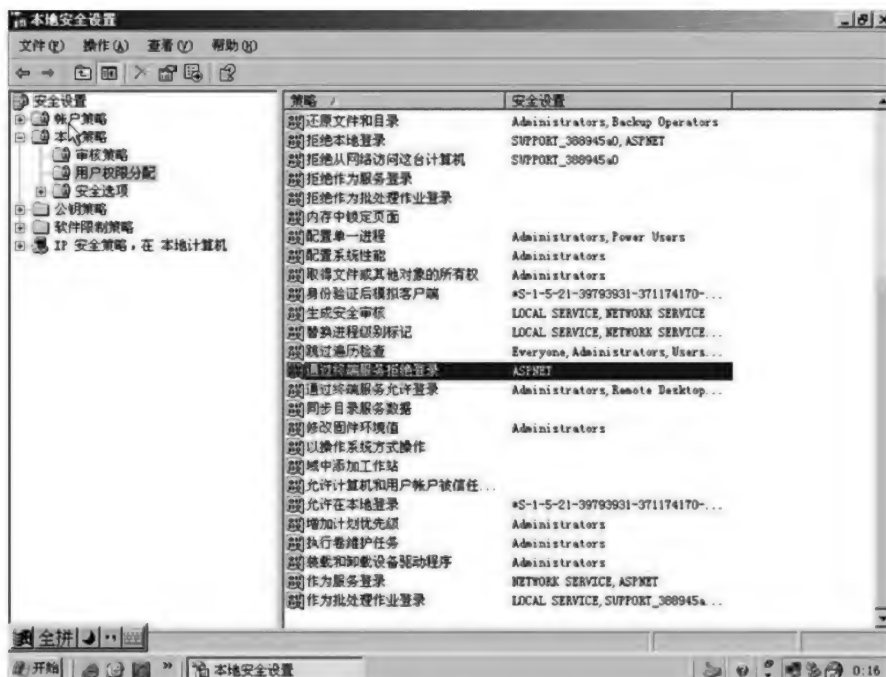 本地安全设置
文件(F) 操作(A) 查看(V) 帮助(H)
安全设置
帐户策略
本地策略
审核策略
用户权限分配
安全选项
公钥策略
软件限制策略
IP 安全策略，在 本地计算机
策略 / 安全设置
还原文件和目录 Administrators,Backup Operators
拒绝本地登录 SUPPORT_388945a0,ASPNET
拒绝从网络访问这台计算机 SUPPORT_388945a0
拒绝作为服务登录
拒绝作为批处理作业登录
内存中锁定页面
配置单一进程 Administrators,Power Users
配置系统性能 Administrators
取得文件或其他对象的所有权 Administrators
身份验证后模拟客户端 *S-1-5-21-39793931-371174170-...
生成安全审核 LOCAL SERVICE,NETWORK SERVICE
替换进程级别标记 LOCAL SERVICE,NETWORK SERVICE...
跳过遍历检查 Everyone,Administrators,Users...
通过终端服务拒绝登录 ASPNET
通过终端服务允许登录 Administrators,Remote Desktop...
同步目录服务数据
修改固件环境值 Administrators
以操作系统方式操作
域中添加工作站
允许计算机和用户帐户被信任...
允许在本地登录 *S-1-5-21-39793931-371174170-...
增加计划优先级 Administrators
执行卷维护任务 Administrators
装载和卸载设备驱动程序 Administrators
作为服务登录 NETWORK SERVICE,ASPNET
作为批处理作业登录 LOCAL SERVICE,SUPPORT_388945a...
全拼
开始 » 本地安全设置 0:16